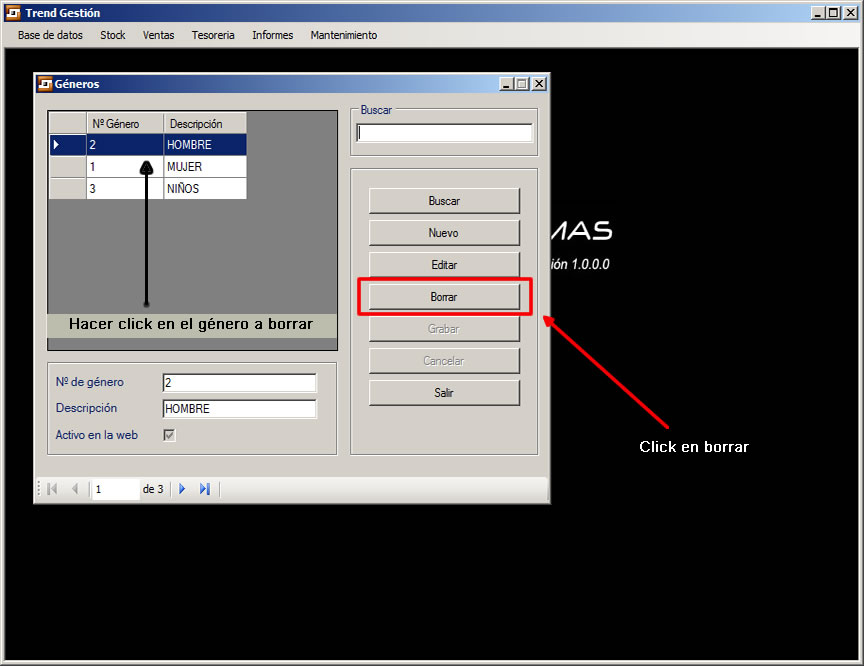 Trend Gestión
Base de datos Stock Ventas Tesoreria Informes Mantenimiento
Géneros
Nº Género Descripción
2 HOMBRE
1 MUJER
3 NIÑOS
Hacer click en el género a borrar
Nº de género 2
Descripción HOMBRE
Activo en la web
1 de 3
Buscar
Buscar
Nuevo
Editar
Borrar
Grabar
Cancelar
Salir
1.0.0.0
Click en borrar